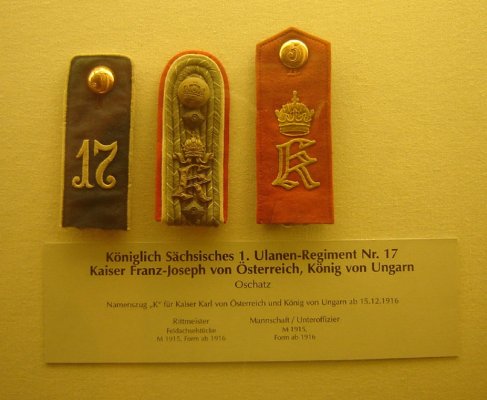 17
K
K
Königlich Sächsisches 1. Ulanen-Regiment Nr. 17
Kaiser Franz-Joseph von Österreich, König von Ungarn
Oschatz
Namenszug „K“ für Kaiser Karl von Österreich und König von Ungarn ab 15.12.1916
Rittmeister
Feldachselstücke
M 1915, Form ab 1916
Mannschaft / Unteroffizier
M 1915,
Form ab 1916